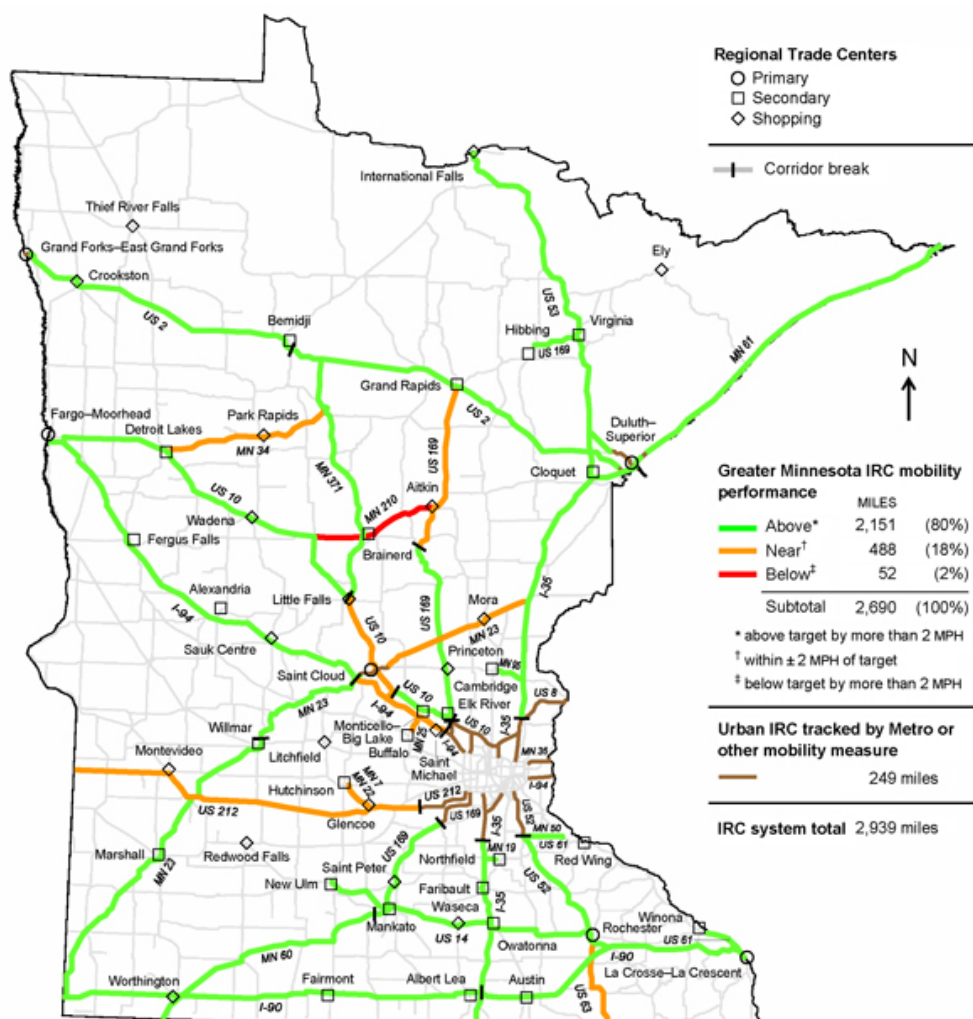 Regional Trade Centers
Primary
Secondary
Shopping
Corridor break
International Falls
Thief River Falls
Grand Forks–East Grand Forks
Ely
Crookston
US 2
US 53
Bemidji
Hibbing
Virginia
US 169
MN 61
N
Grand Rapids
Fargo–Moorhead
Park Rapids
US 2
Detroit Lakes
MN 34
US 169
Duluth–
Superior
Cloquet
MN 371
Aitkin
US 10
MN 210
Wadena
Fergus Falls
Brainerd
Greater Minnesota IRC mobility
performance
MILES
Above* 2,151 (80%)
Near† 488 (18%)
Below‡ 52 (2%)
Subtotal 2,690 (100%)
* above target by more than 2 MPH
† within ± 2 MPH of target
‡ below target by more than 2 MPH
I-35
Alexandria
Little Falls
US 169
Mora
I-94
US 10
MN 23
Sauk Centre
Princeton
MN 95
Saint Cloud
Cambridge
US 10
Elk River
US 8
MN 23
I-94
US 10
I-35
Willmar
Monticello–
Big Lake
MN 25
I-94
MN 36
Montevideo
Litchfield
Buffalo
Saint
Michael
I-94
Urban IRC tracked by Metro or
other mobility measure
249 miles
MN 7
MN 22
Hutchinson
US 212
US 212
US 169
I-35
US 52
Glencoe
MN 50
US 61
IRC system total 2,939 miles
Marshall
Redwood Falls
US 169
Northfield
MN 19
Red Wing
MN 23
Saint Peter
New Ulm
Faribault
I-35
US 52
Waseca
Winona
Mankato
US 14
Owatonna
Rochester
US 61
MN 60
I-90
La Crosse–La Crescent
Worthington
Fairmont
Albert Lea
Austin
I-90
US 63